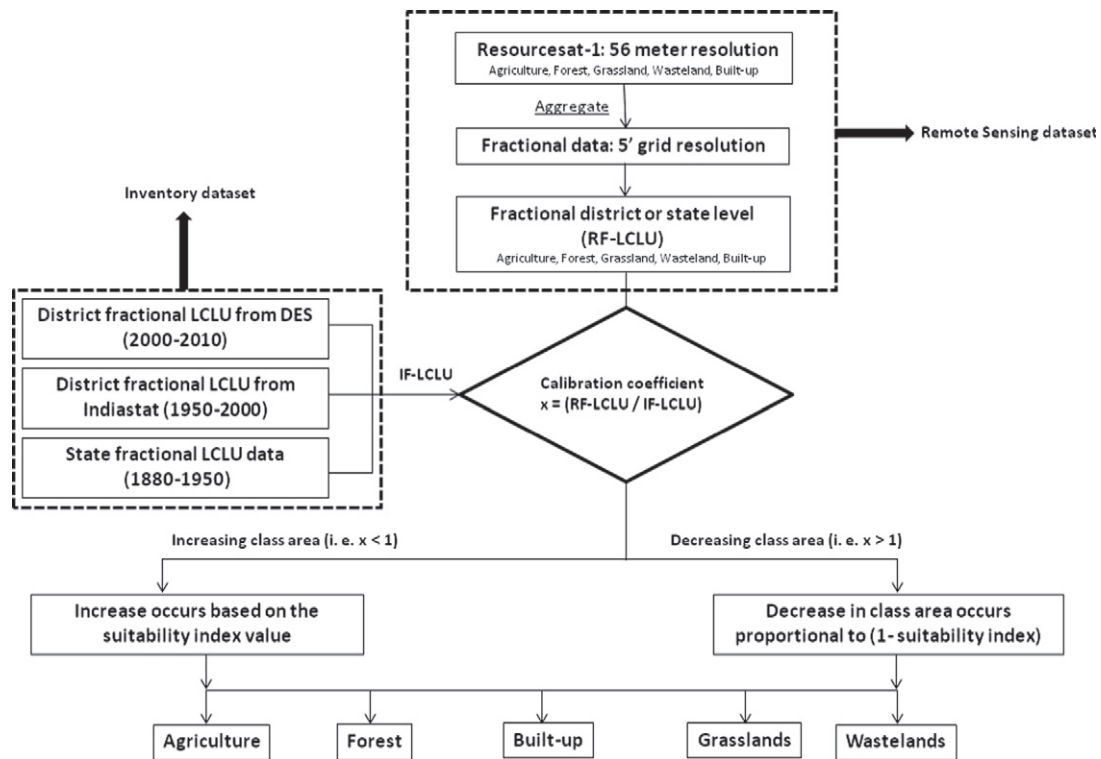 Resourcesat-1: 56 meter resolution
Agriculture, Forest, Grassland, Wasteland, Built-up
Aggregate
Fractional data: 5' grid resolution
Remote Sensing dataset
Fractional district or state level
(RF-LCLU)
Agriculture, Forest, Grassland, Wasteland, Built-up
Inventory dataset
District fractional LCLU from DES
(2000-2010)
District fractional LCLU from
Indiastat (1950-2000)
State fractional LCLU data
(1880-1950)
IF-LCLU
Calibration coefficient
x = (RF-LCLU / IF-LCLU)
Increasing class area (i. e. x < 1)
Decreasing class area (i.e. x > 1)
Increase occurs based on the
suitability index value
Decrease in class area occurs
proportional to (1- suitability index)
Agriculture
Forest
Built-up
Grasslands
Wastelands